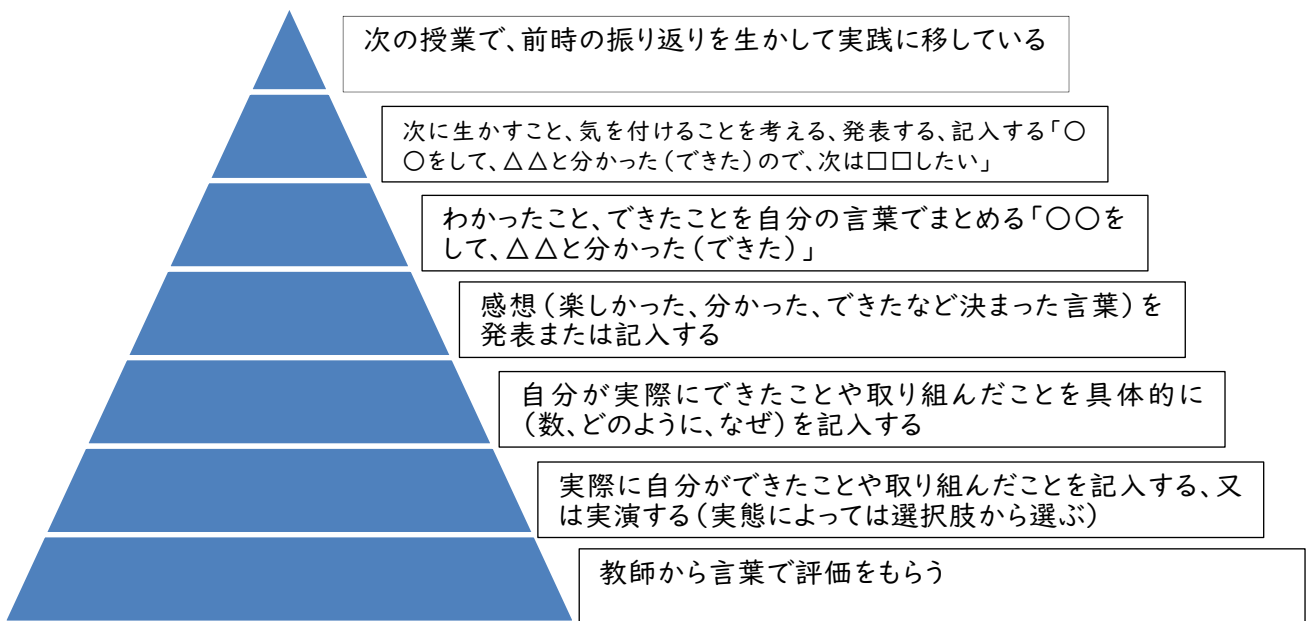 次の授業で、前時の振り返りを生かして実践に移している
次に生かすこと、気を付けることを考える、発表する、記入する「〇
〇をして、△△と分かった(できた)ので、次は□□したい」
わかったこと、できたことを自分の言葉でまとめる「〇〇を
して、△△と分かった(できた)」
感想(楽しかった、分かった、できたなど決まった言葉)を
発表または記入する
自分が実際にできたことや取り組んだことを具体的に
(数、どのように、なぜ)を記入する
実際に自分ができたことや取り組んだことを記入する、又
は実演する(実態によっては選択肢から選ぶ)
教師から言葉で評価をもらう